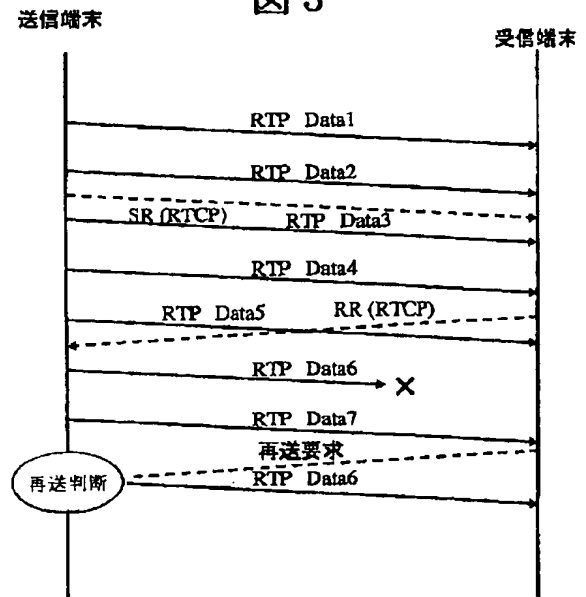 図3
送信端末
受信端末
RTP Data1
RTP Data2
SR (RTCP)
RTP Data3
RTP Data4
RTP Data5
RR (RTCP)
RTP Data6
×
RTP Data7
再送要求
再送判断
RTP Data6